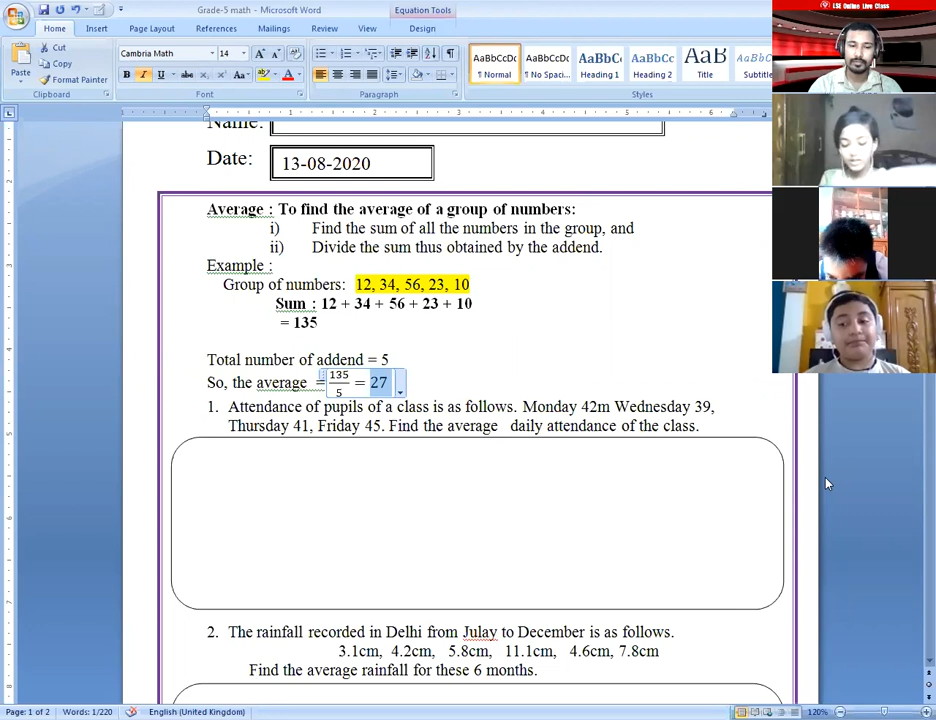 Grade-5 math - Microsoft Word
Equation Tools
LSE Online Live Class
Home Insert Page Layout References Mailings Review View Design
Cut
Copy
Format Painter
Paste
Clipboard
Cambria Math 14
Font
Paragraph
AaBbCcDc AaBbCcDc AaBbCc AaBbCc AaB AaBbCc
¶ Normal ¶ No Spaci... Heading 1 Heading 2 Title Subtitle
Styles
Name:
Date: 13-08-2020
Average : To find the average of a group of numbers:
i) Find the sum of all the numbers in the group, and
ii) Divide the sum thus obtained by the addend.
Example :
Group of numbers: 12, 34, 56, 23, 10
Sum : 12 + 34 + 56 + 23 + 10
= 135
Total number of addend = 5
So, the average = 135/5 = 27
1. Attendance of pupils of a class is as follows. Monday 42m Wednesday 39,
Thursday 41, Friday 45. Find the average daily attendance of the class.
2. The rainfall recorded in Delhi from Julay to December is as follows.
3.1cm, 4.2cm, 5.8cm, 11.1cm, 4.6cm, 7.8cm
Find the average rainfall for these 6 months.
Page: 1 of 2 Words: 1/220 English (United Kingdom) 120%